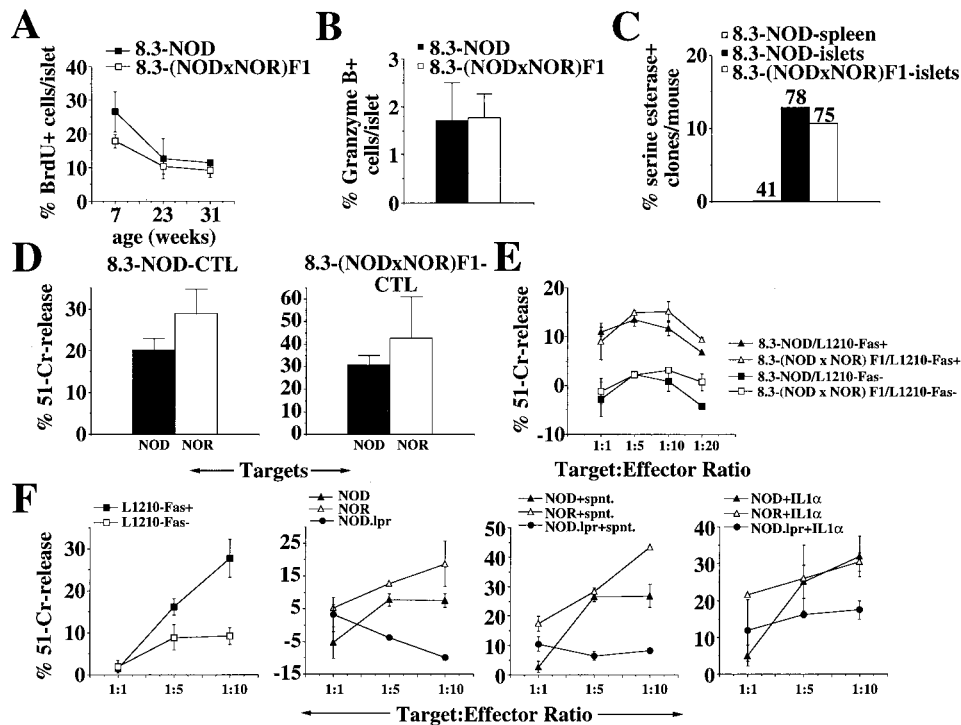 A
8.3-NOD
8.3-(NODxNOR)F1
% BrdU+ cells/islet
40
30
20
10
0
7 23 31
age (weeks)
B
8.3-NOD
8.3-(NODxNOR)F1
% Granzyme B+
cells/islet
3
2
1
0
C
8.3-NOD-spleen
8.3-NOD-islets
8.3-(NODxNOR)F1-islets
% serine esterase+
clones/mouse
20
10
0
41 78 75
D
8.3-NOD-CTL
% 51-Cr-release
30
20
10
0
NOD NOR
8.3-(NODxNOR)F1-
CTL
60
50
40
30
20
10
0
NOD NOR
Targets
E
% 51-Cr-release
20
10
0
-10
1:1 1:5 1:10 1:20
Target:Effector Ratio
8.3-NOD/L1210-Fas+
8.3-(NOD x NOR) F1/L1210-Fas+
8.3-NOD/L1210-Fas-
8.3-(NOD x NOR) F1/L1210-Fas-
F
L1210-Fas+
L1210-Fas-
% 51-Cr-release
30
20
10
0
1:1 1:5 1:10
NOD
NOR
NOD.lpr
25
15
5
-5
-15
1:1 1:5 1:10
NOD+spnt.
NOR+spnt.
NOD.lpr+spnt.
50
40
30
20
10
0
1:1 1:5 1:10
NOD+IL1α
NOR+IL1α
NOD.lpr+IL1α
40
30
20
10
0
1:1 1:5 1:10
Target:Effector Ratio